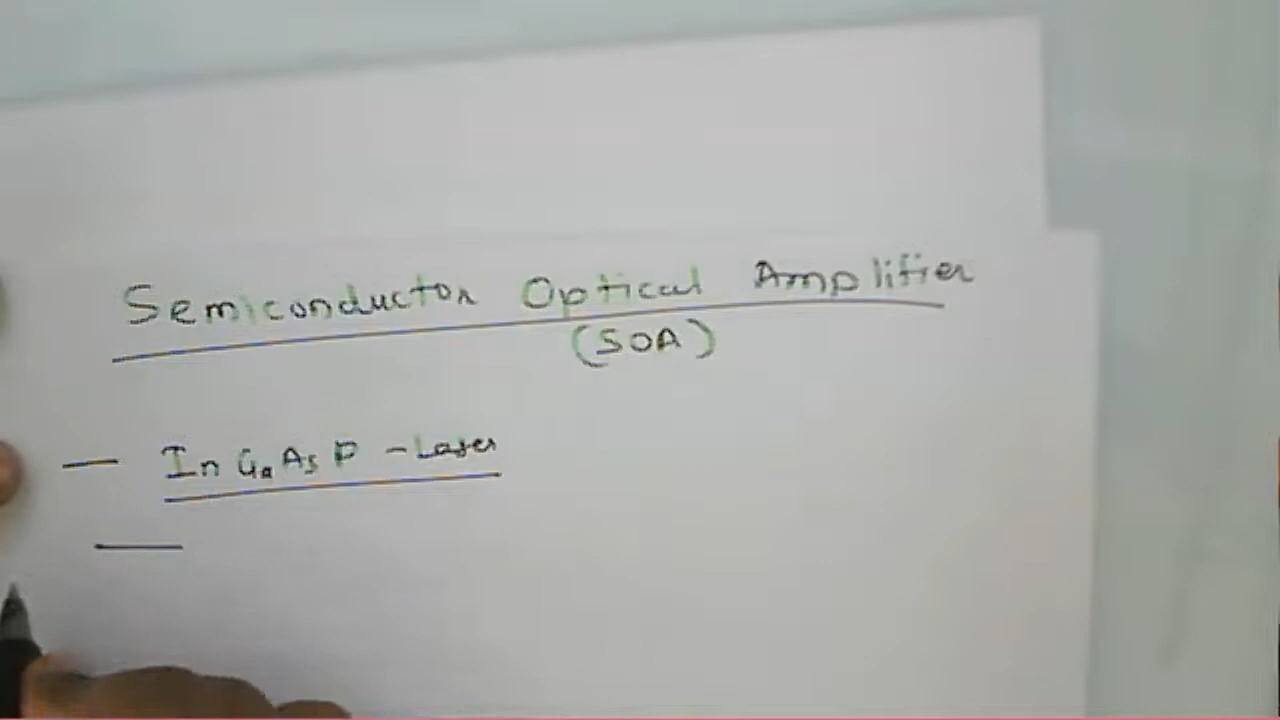 Semiconductor Optical Amplifier
(SOA)
— InGaAsP - Laser
—